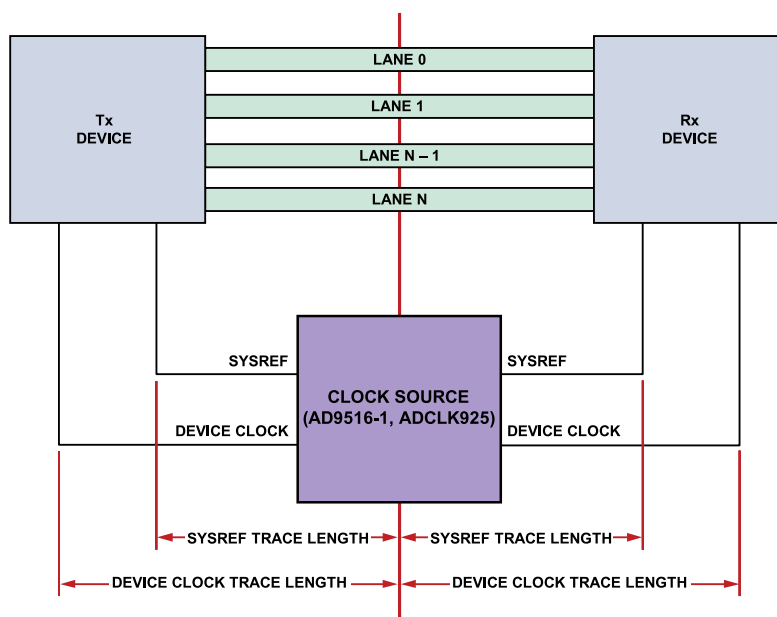 LANE 0
Tx
DEVICE
LANE 1
Rx
DEVICE
LANE N – 1
LANE N
SYSREF
SYSREF
CLOCK SOURCE
(AD9516-1, ADCLK925)
DEVICE CLOCK
DEVICE CLOCK
SYSREF TRACE LENGTH
SYSREF TRACE LENGTH
DEVICE CLOCK TRACE LENGTH
DEVICE CLOCK TRACE LENGTH